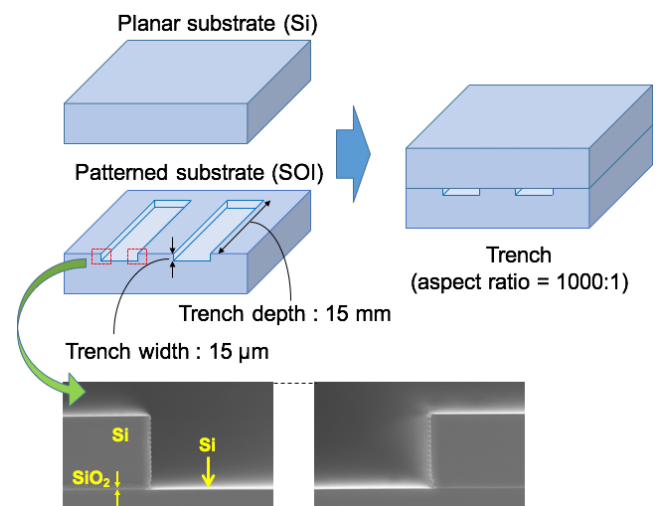 Planar substrate (Si)
Patterned substrate (SOI)
Trench
(aspect ratio = 1000:1)
Trench depth : 15 mm
Trench width : 15 μm
Si
Si
SiO₂